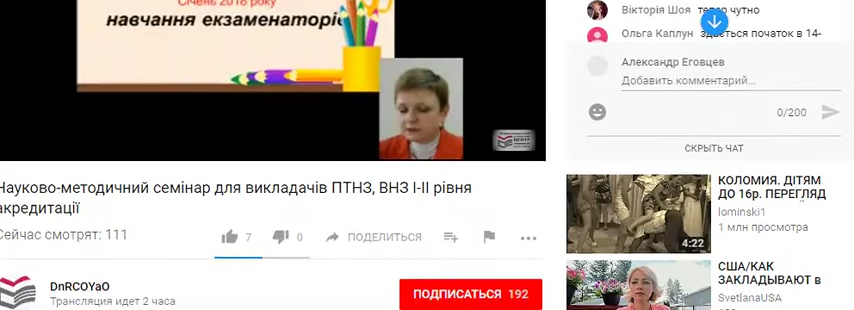 Січень 2018 року
навчання екзаменаторів
Науково-методичний семінар для викладачів ПТНЗ, ВНЗ І-ІІ рівня
акредитації
Сейчас смотрят: 111
7
0
ПОДЕЛИТЬСЯ
DnRCOYaO
Трансляция идет 2 часа
ПОДПИСАТЬСЯ 192
Вікторія Шоя тепер чутно
Ольга Каплун здається початок в 14-
Александр Еговцев
Добавить комментарий...
0/200
СКРЫТЬ ЧАТ
КОЛОМИЯ. ДІТЯМ
ДО 16р. ПЕРЕГЛЯД
lominski1
1 млн просмотра
4:22
США/КАК
ЗАКЛАДЫВАЮТ в
SvetlanaUSA